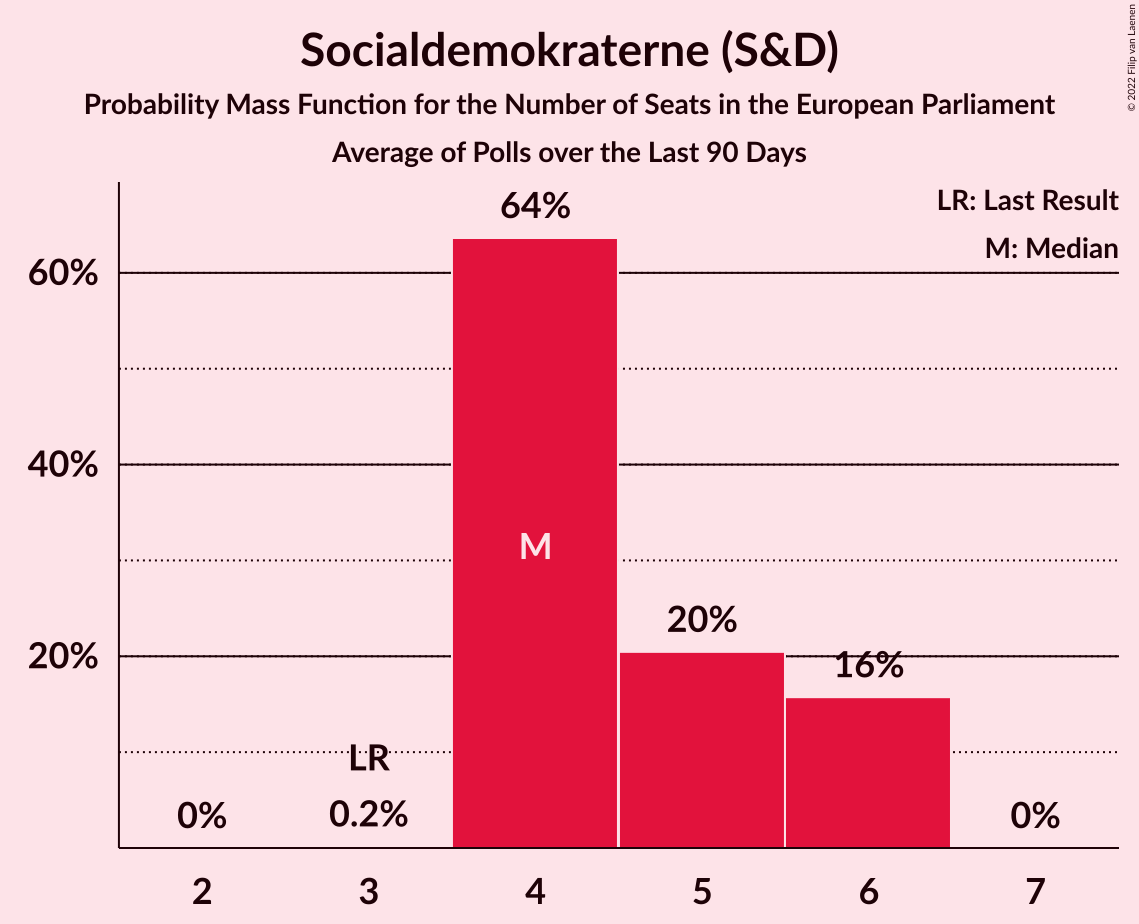 Socialdemokraterne (S&D)
Probability Mass Function for the Number of Seats in the European Parliament
Average of Polls over the Last 90 Days
© 2022 Filip van Laenen
LR: Last Result
M: Median
64%
60%
40%
M
20%
20%
16%
LR
0%
0.2%
0%
2
3
4
5
6
7